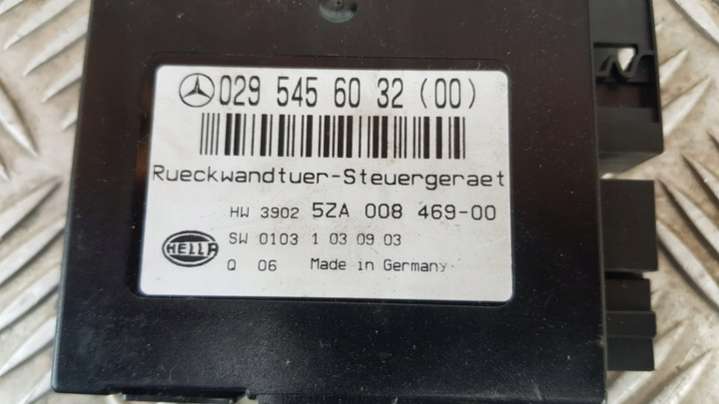 029 545 60 32 (00)
Rueckwandtuer-Steuergeraet
HW 3902 5ZA 008 469-00
HELLA SW 0103 1 03 09 03
Q 06 Made in Germany